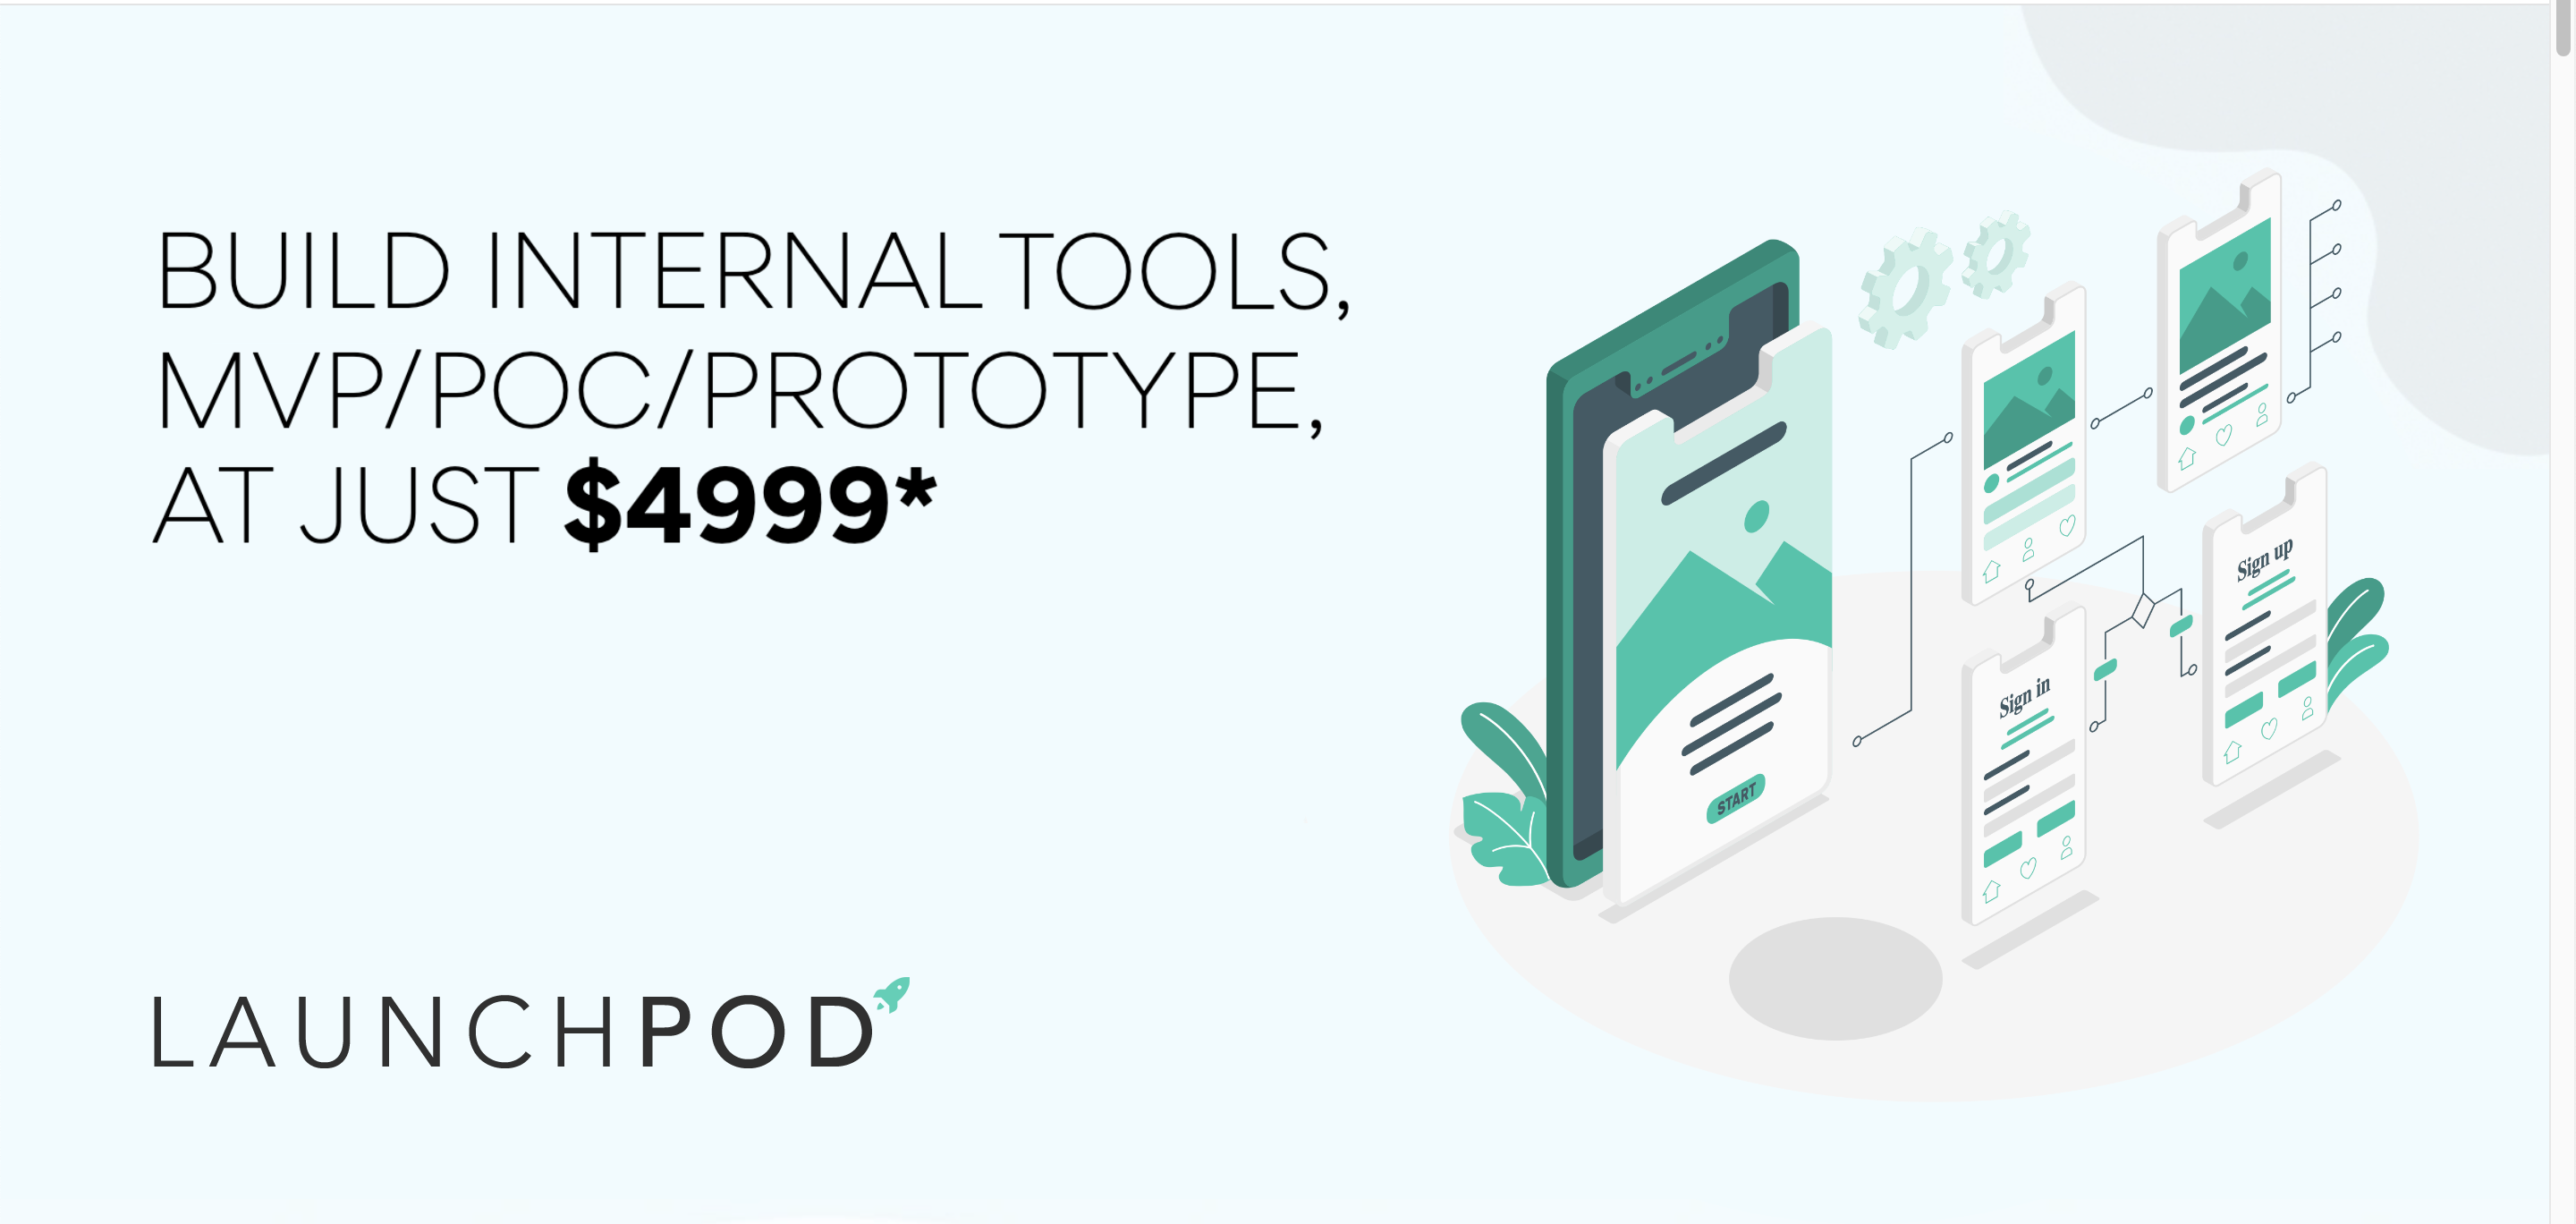 BUILD INTERNAL TOOLS,
MVP/POC/PROTOTYPE,
AT JUST $4999*
START
Sign up
Sign in
LAUNCHPOD